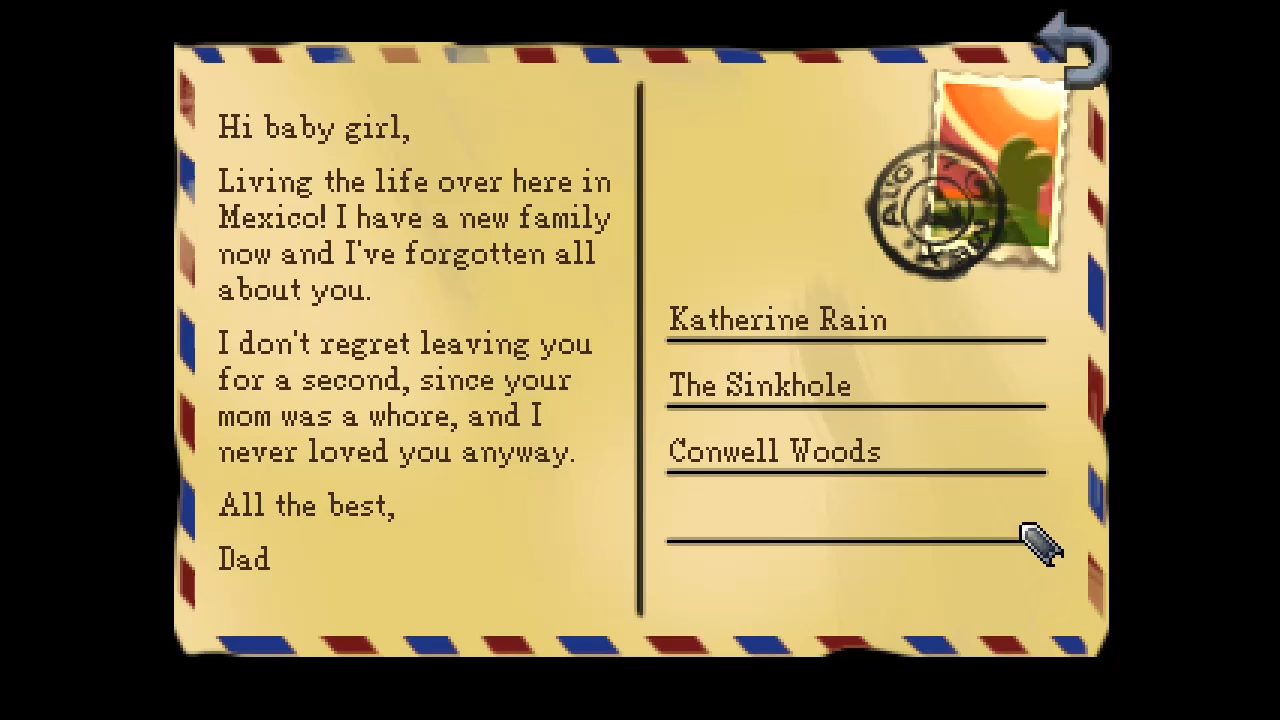 Hi baby girl,
Living the life over here in
Mexico! I have a new family
now and I've forgotten all
about you.
I don't regret leaving you
for a second, since your
mom was a whore, and I
never loved you anyway.
All the best,
Dad
AUG 17
Katherine Rain
The Sinkhole
Conwell Woods